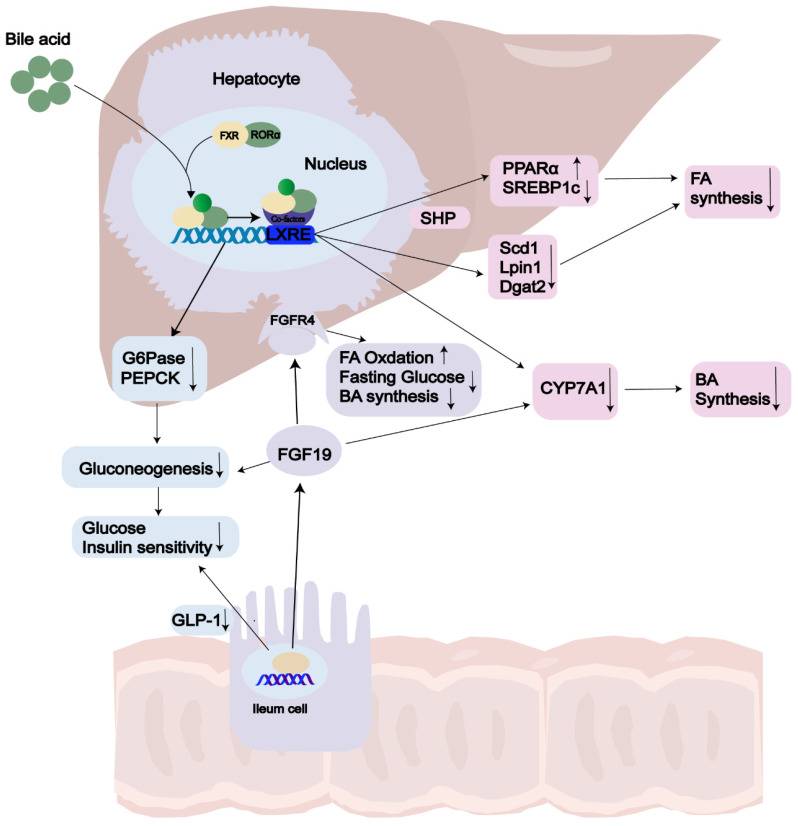 Bile acid
Hepatocyte
FXR
RORα
Nucleus
Co-factors
LXRE
SHP
PPARα ↑
SREBP1c ↓
FA
synthesis ↓
Scd1
Lpin1
Dgat2 ↓
FGFR4
G6Pase
PEPCK ↓
FA Oxdation ↑
Fasting Glucose ↓
BA synthesis ↓
CYP7A1 ↓
BA
Synthesis ↓
FGF19
Gluconeogenesis ↓
Glucose
Insulin sensitivity ↓
GLP-1 ↓
Ileum cell